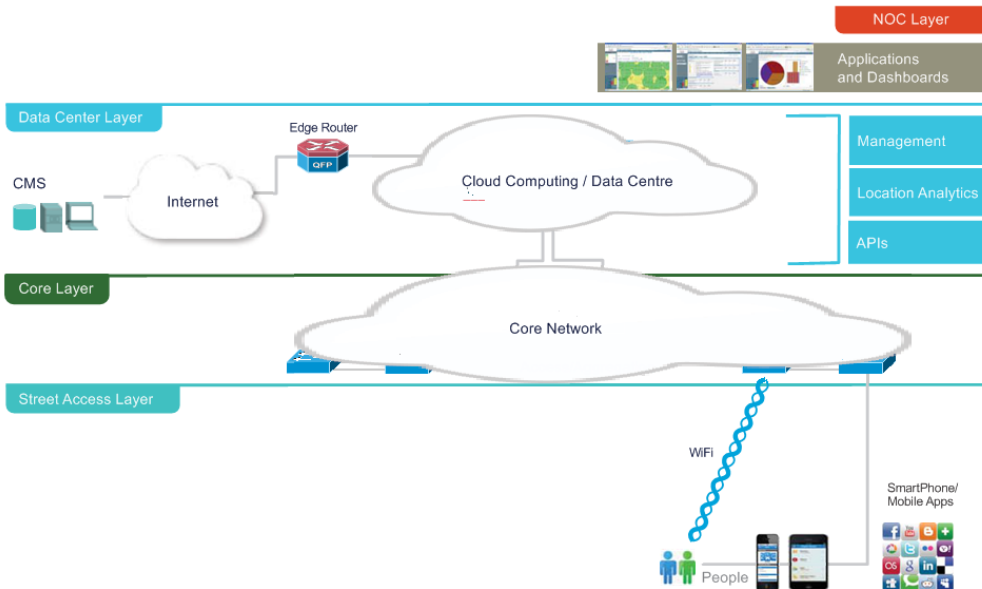 NOC Layer
Applications
and Dashboards
Data Center Layer
Edge Router
QFP
Management
CMS
Internet
Cloud Computing / Data Centre
Location Analytics
APIs
Core Layer
Core Network
Street Access Layer
WiFi
SmartPhone/
Mobile Apps
People